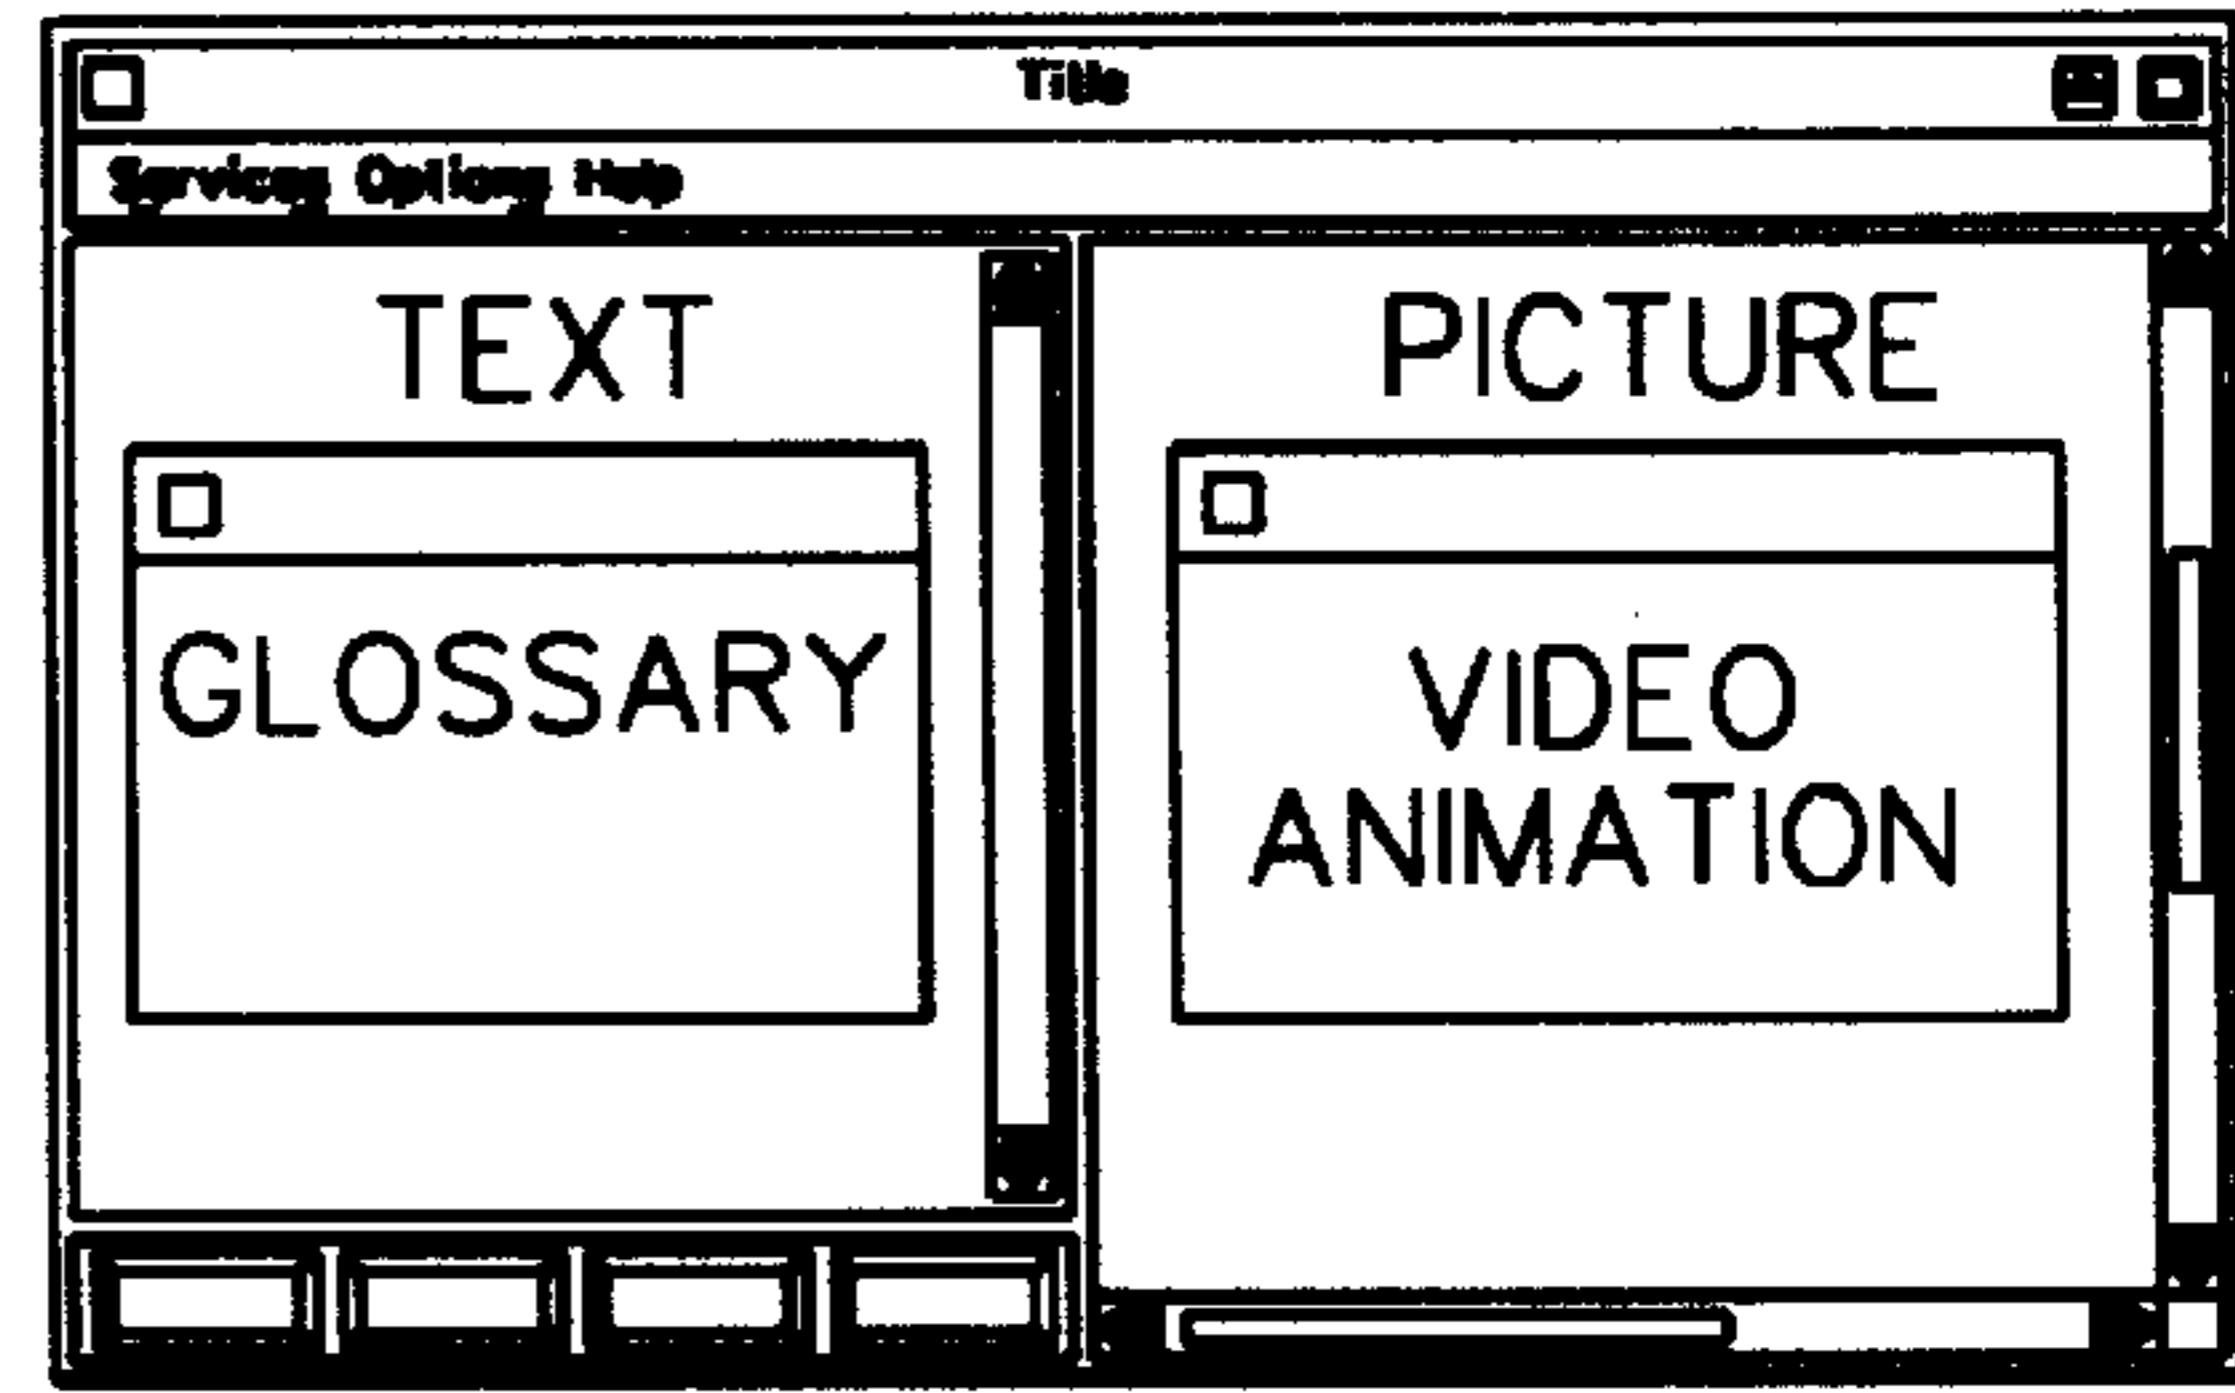 Title
Services Options Help
TEXT
PICTURE
GLOSSARY
VIDEO
ANIMATION